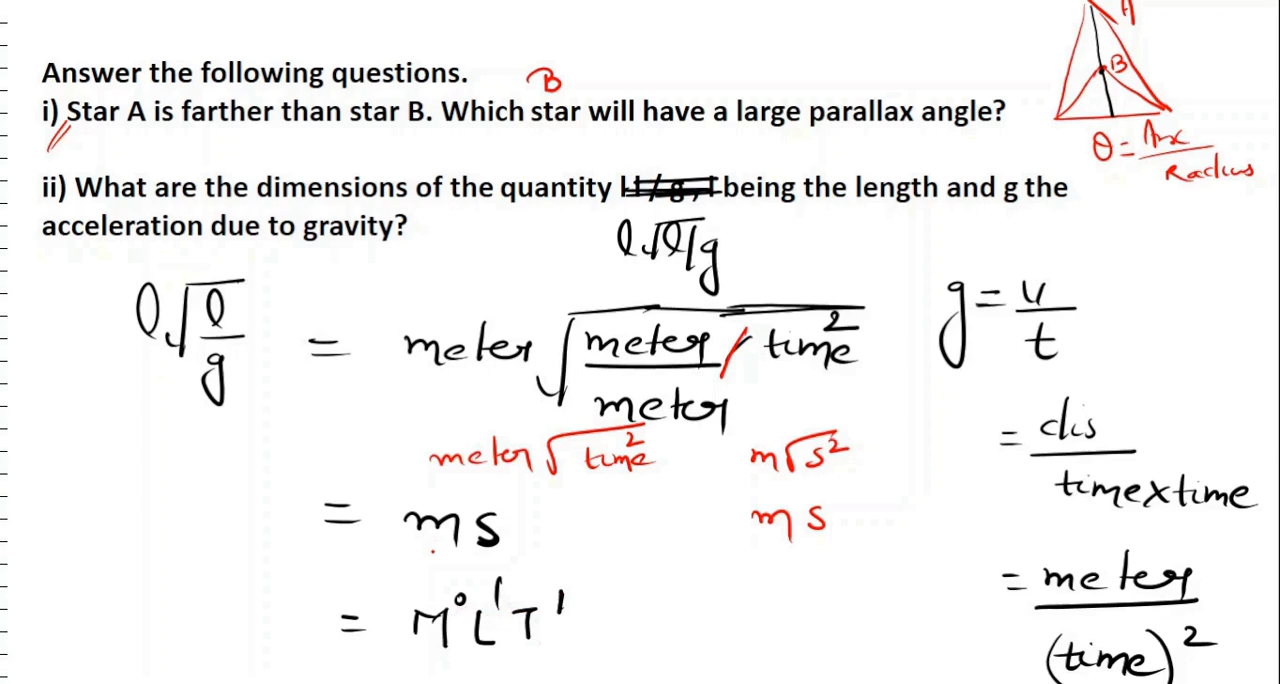 A
Answer the following questions.
B
i) Star A is farther than star B. Which star will have a large parallax angle?
B
θ = Arc / Radius
ii) What are the dimensions of the quantity being the length and g the
acceleration due to gravity?
l√l/g
l√(l/g) = meter √(meter / time² / meter)
g = v/t
meter √time²
m√s²
= dis / time×time
= m s
m s
= meter / (time)²
= M⁰L¹T¹